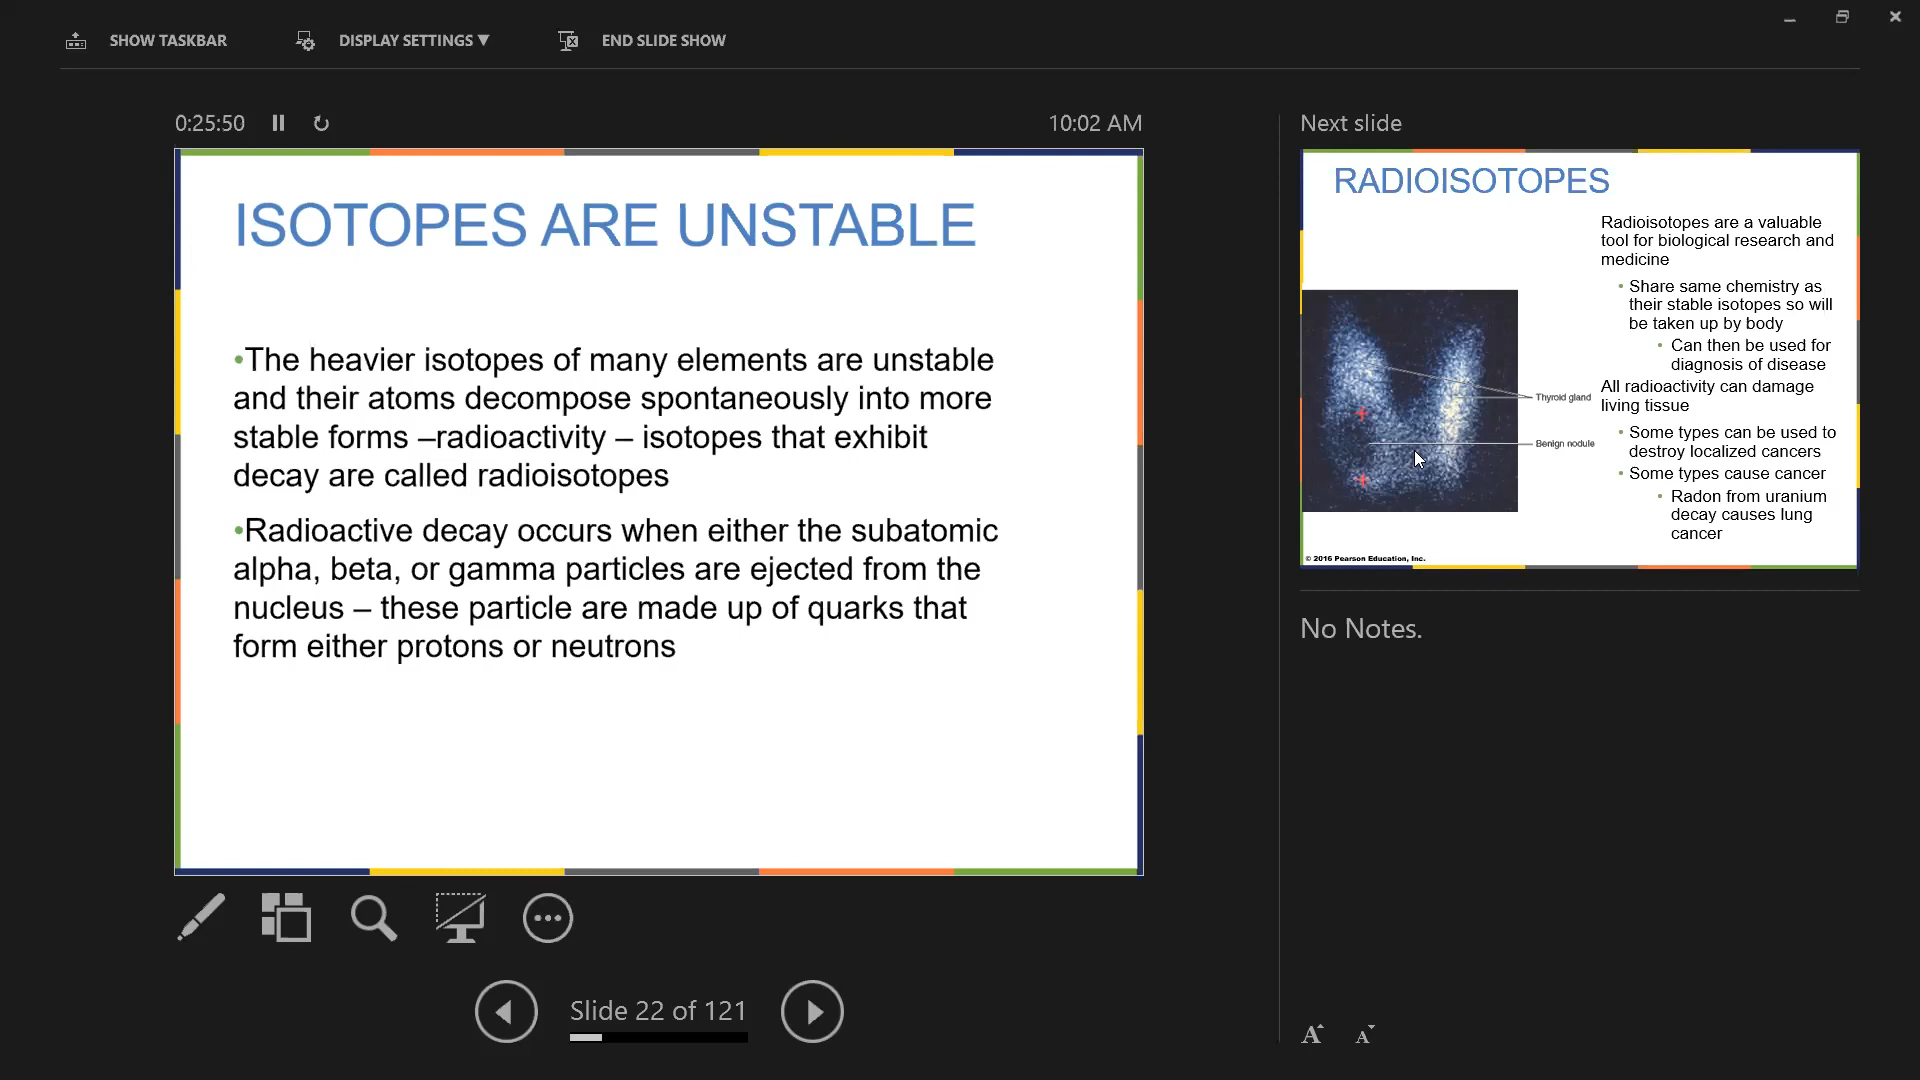 SHOW TASKBAR
DISPLAY SETTINGS ▼
END SLIDE SHOW
0:25:50
10:02 AM
ISOTOPES ARE UNSTABLE
•The heavier isotopes of many elements are unstable
and their atoms decompose spontaneously into more
stable forms –radioactivity – isotopes that exhibit
decay are called radioisotopes
•Radioactive decay occurs when either the subatomic
alpha, beta, or gamma particles are ejected from the
nucleus – these particle are made up of quarks that
form either protons or neutrons
Slide 22 of 121
Next slide
RADIOISOTOPES
Radioisotopes are a valuable
tool for biological research and
medicine
• Share same chemistry as
their stable isotopes so will
be taken up by body
• Can then be used for
diagnosis of disease
All radioactivity can damage
living tissue
• Some types can be used to
destroy localized cancers
• Some types cause cancer
• Radon from uranium
decay causes lung
cancer
Thyroid gland
Benign nodule
© 2016 Pearson Education, Inc.
No Notes.
A A